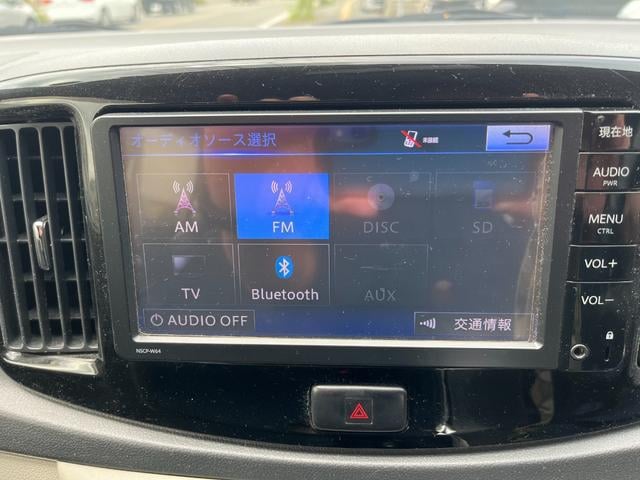 オーディオソース選択
未接続
現在地
AUDIO
PWR
AM
FM
DISC
SD
MENU
CTRL
TV
Bluetooth
AUX
VOL+
AUDIO OFF
交通情報
VOL-
NSCP-W64